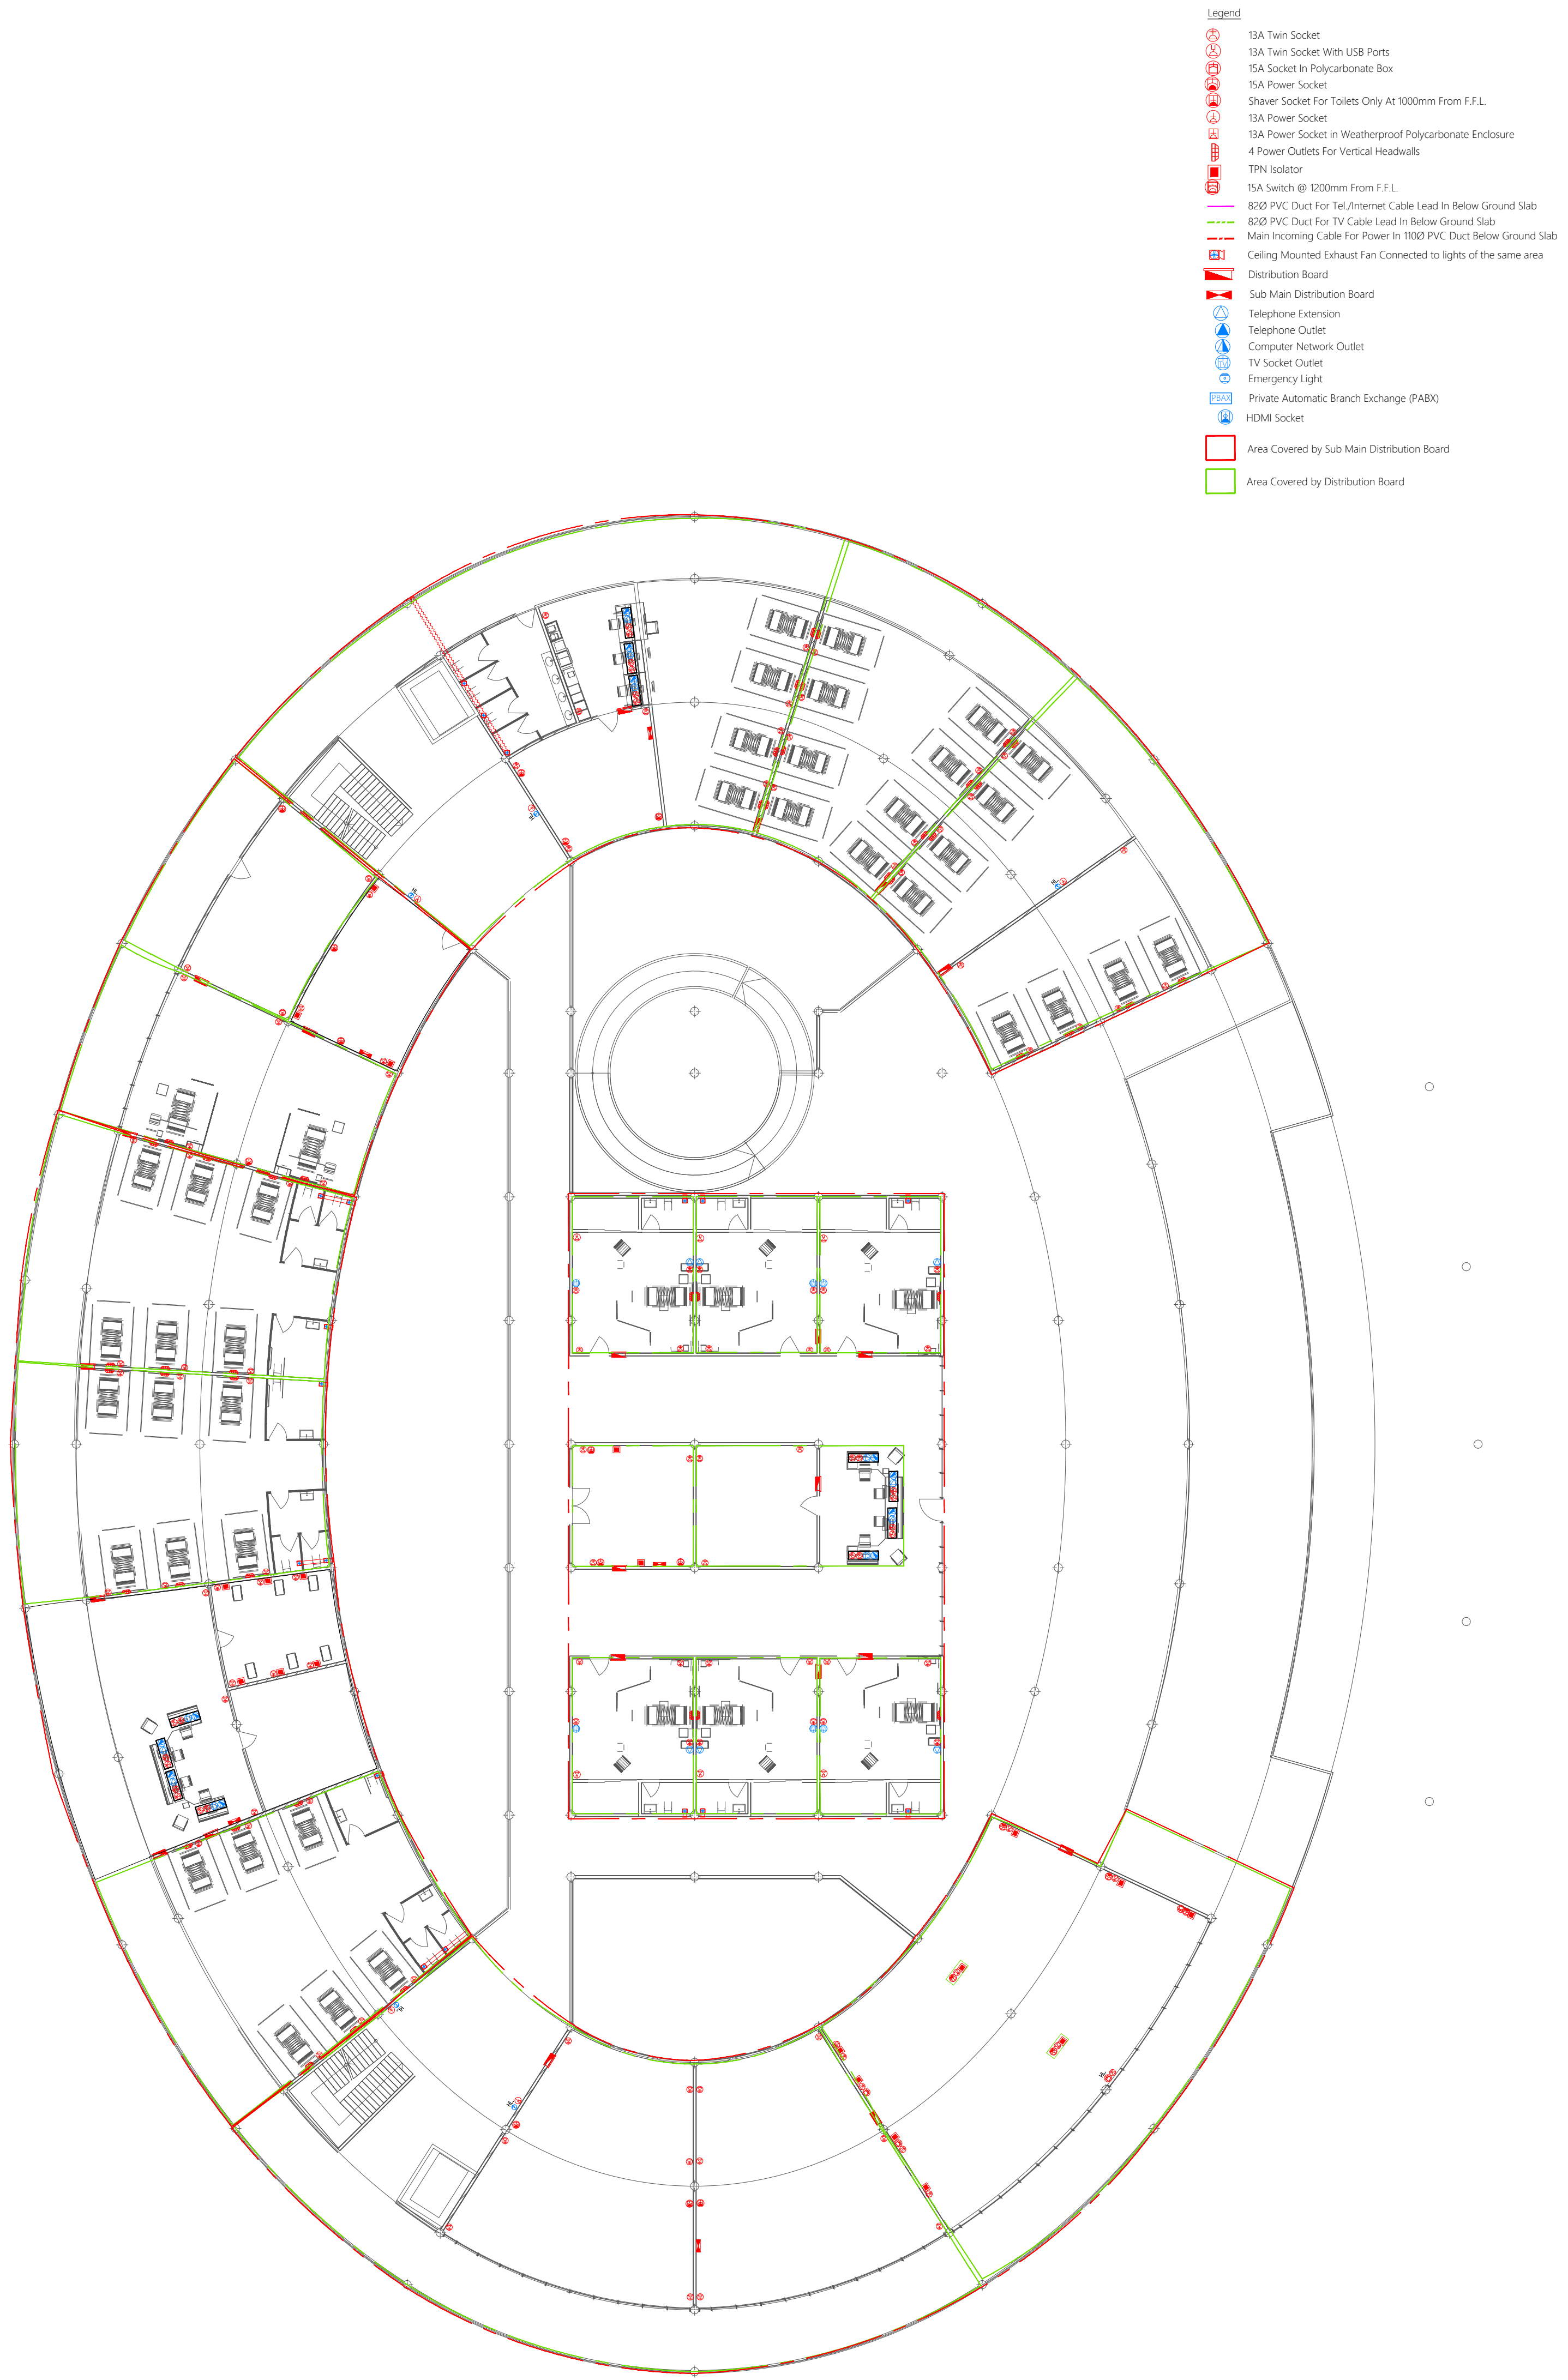 Legend
13A Twin Socket
13A Twin Socket With USB Ports
15A Socket In Polycarbonate Box
15A Power Socket
Shaver Socket For Toilets Only At 1000mm From F.F.L.
13A Power Socket
13A Power Socket in Weatherproof Polycarbonate Enclosure
4 Power Outlets For Vertical Headwalls
TPN Isolator
15A Switch @ 1200mm From F.F.L.
82Ø PVC Duct For Tel./Internet Cable Lead In Below Ground Slab
82Ø PVC Duct For TV Cable Lead In Below Ground Slab
Main Incoming Cable For Power In 110Ø PVC Duct Below Ground Slab
Ceiling Mounted Exhaust Fan Connected to lights of the same area
Distribution Board
Sub Main Distribution Board
Telephone Extension
Telephone Outlet
Computer Network Outlet
TV Socket Outlet
Emergency Light
PBAX Private Automatic Branch Exchange (PABX)
HDMI Socket
Area Covered by Sub Main Distribution Board
Area Covered by Distribution Board